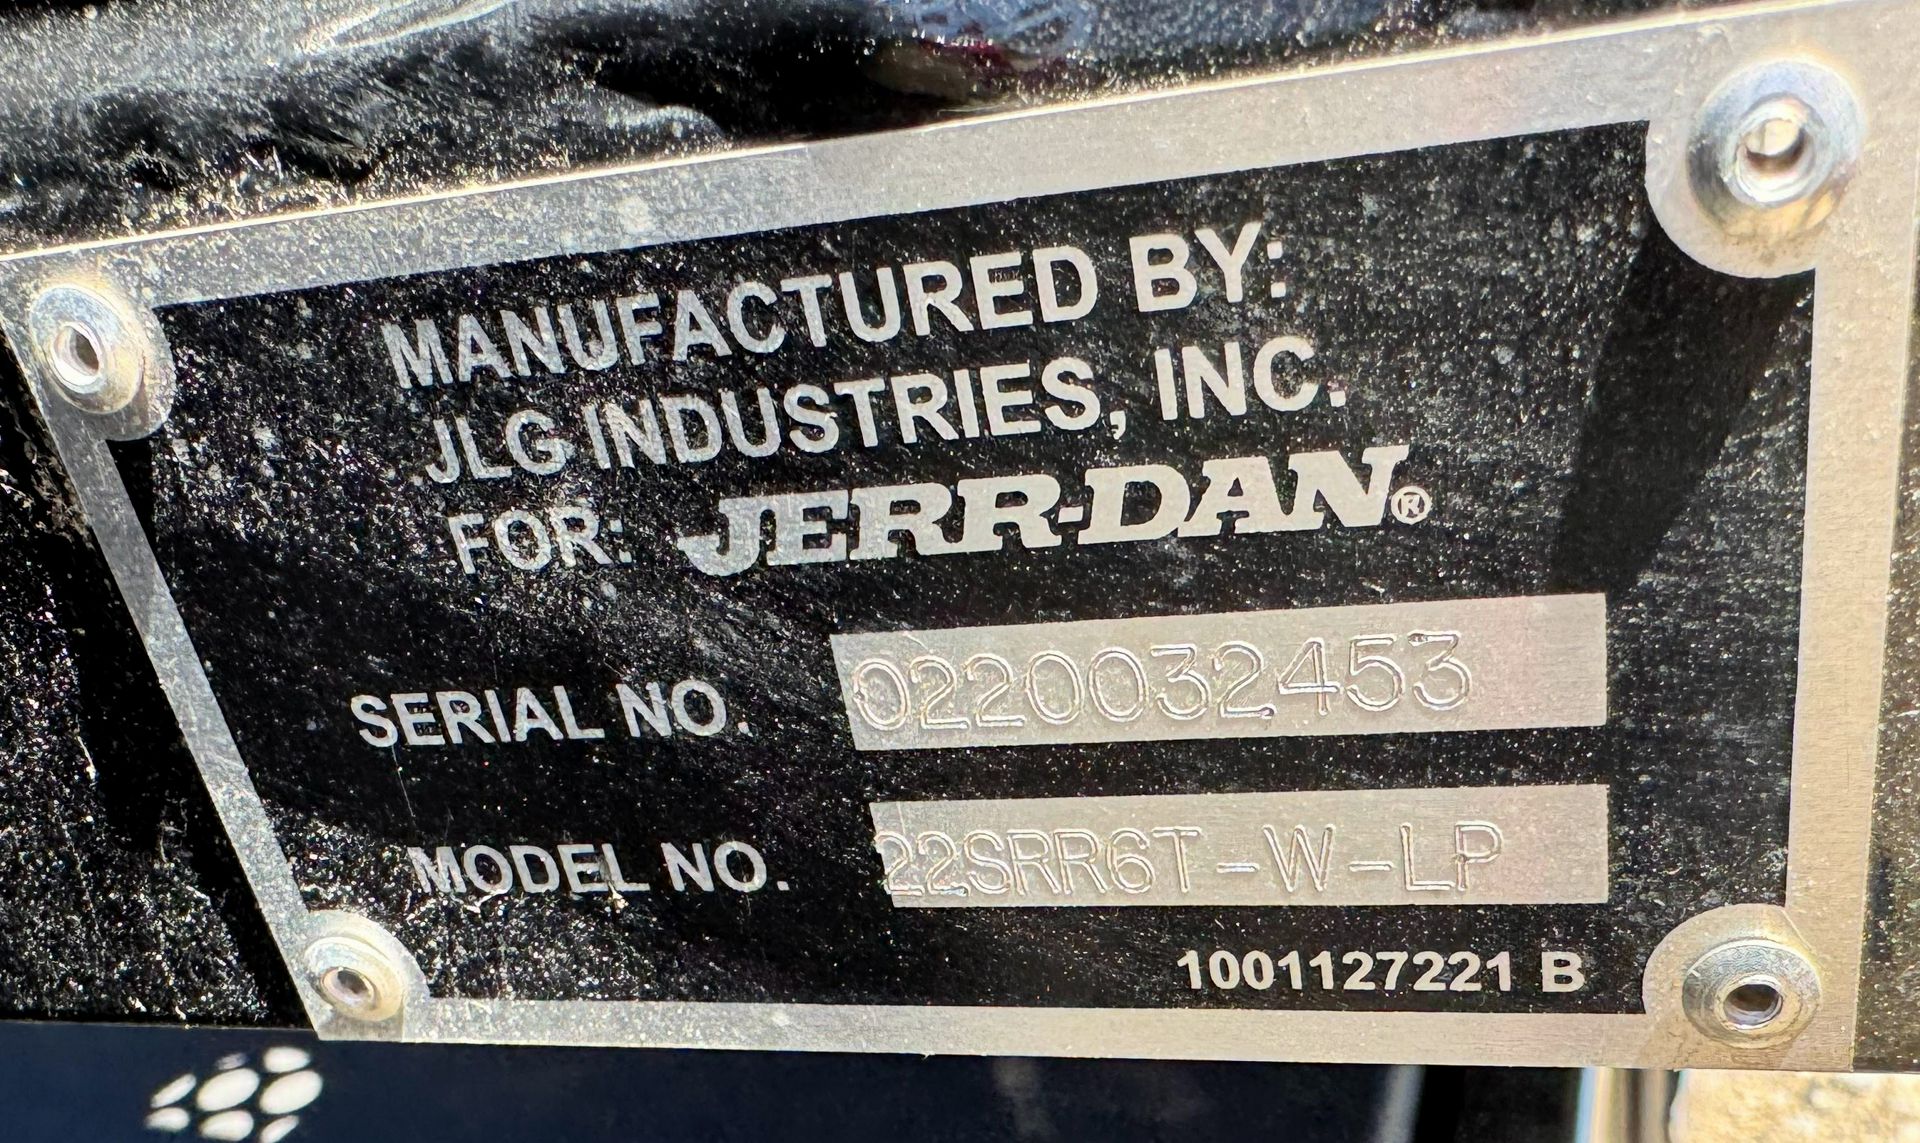 MANUFACTURED BY:
JLG INDUSTRIES, INC.
FOR: JERR-DAN®
SERIAL NO. 0220032453
MODEL NO. 22SRR6T-W-LP
1001127221 B